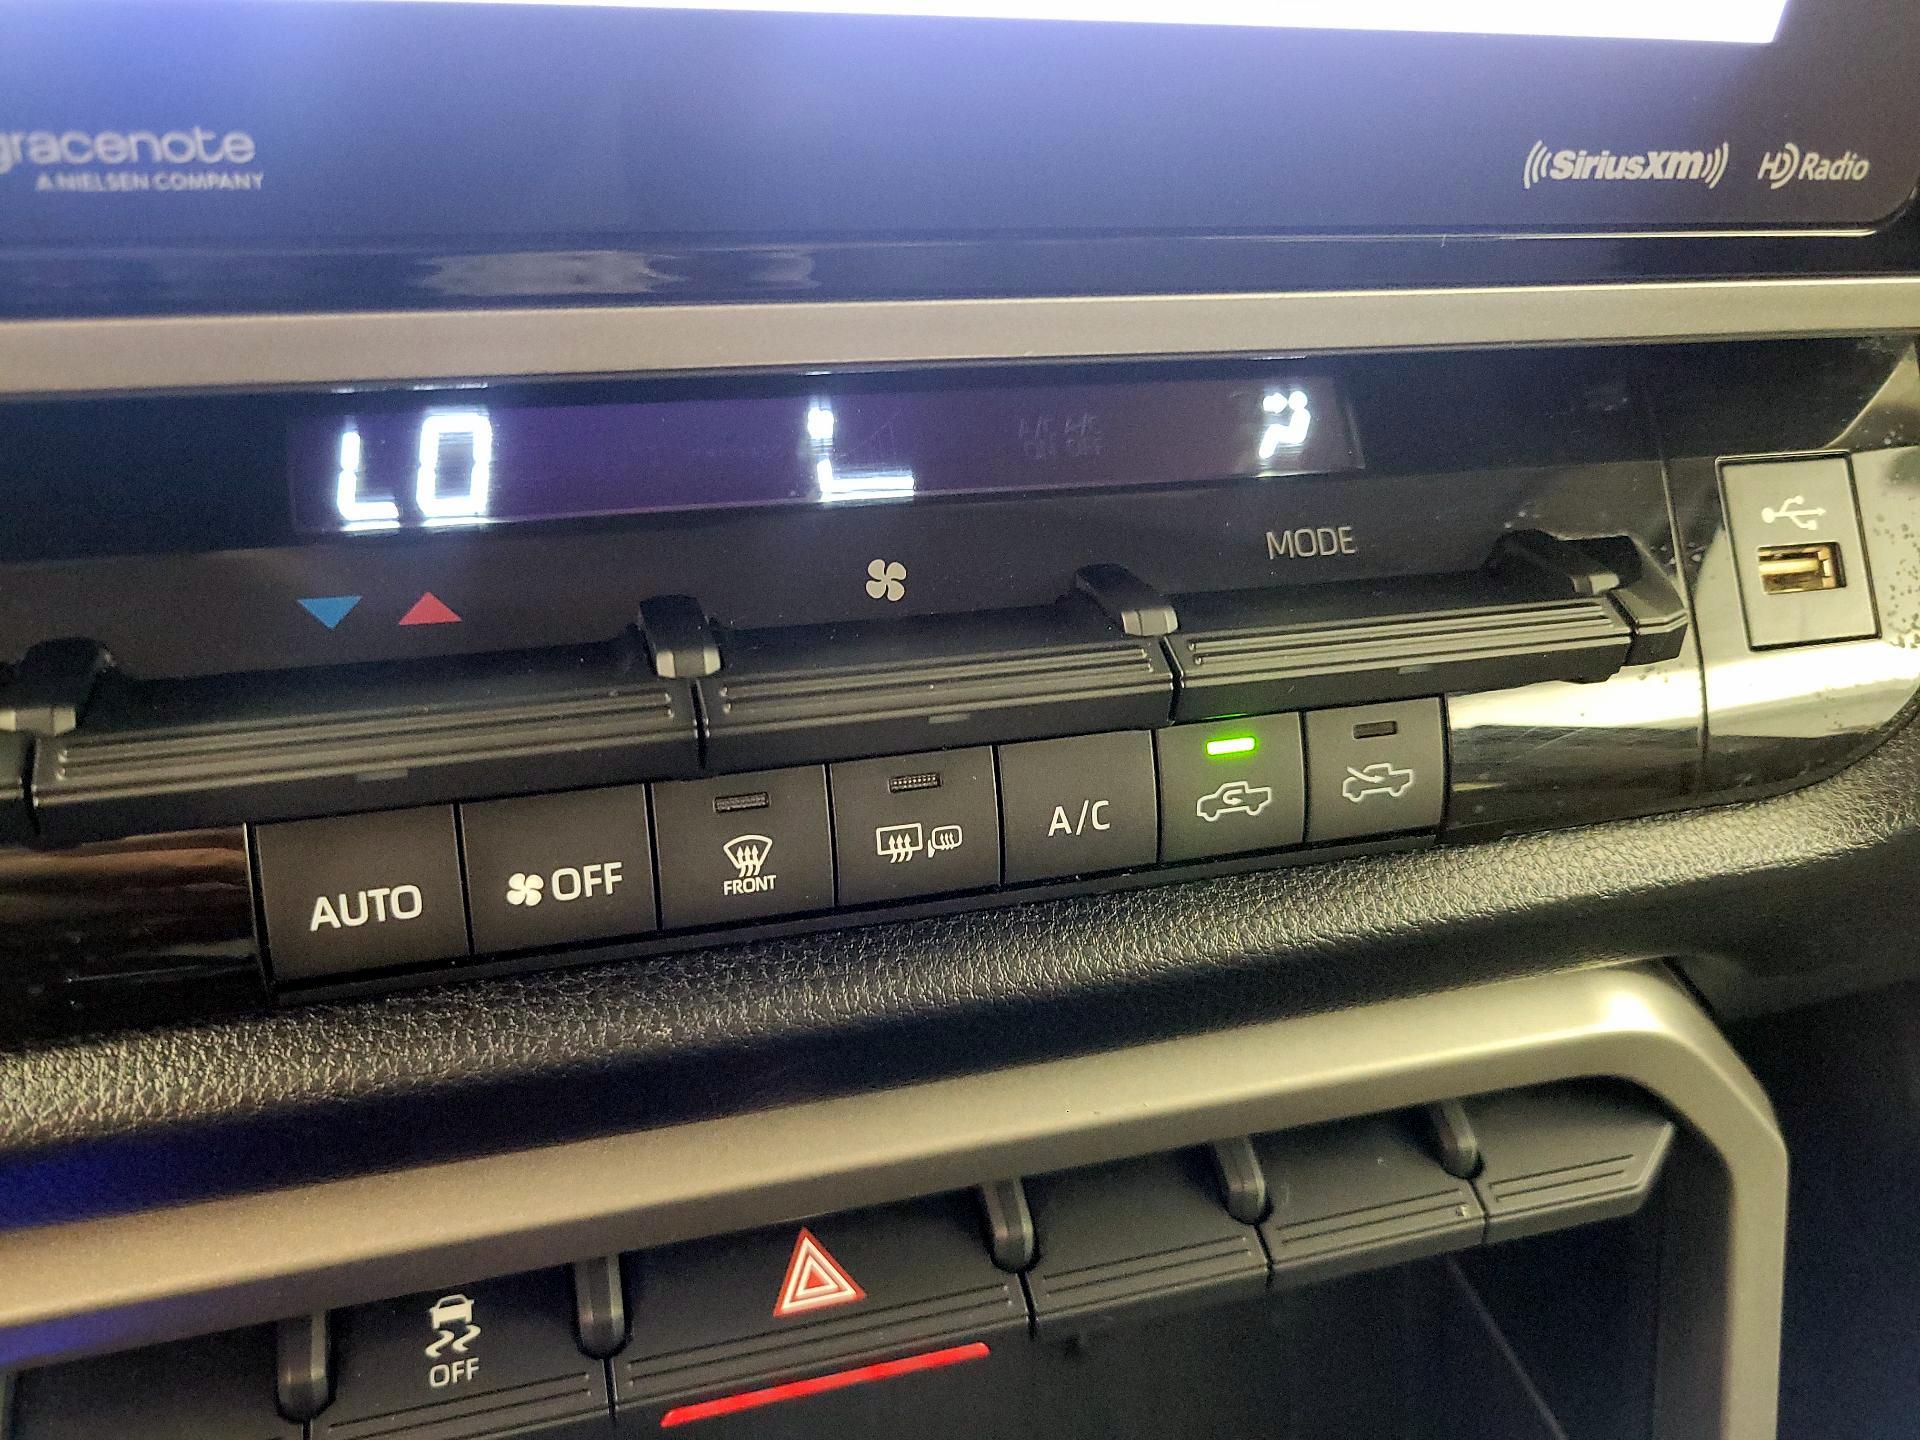 gracenote
A NIELSEN COMPANY
SiriusXM HD Radio
LO
MODE
AUTO
OFF
FRONT
A/C
OFF